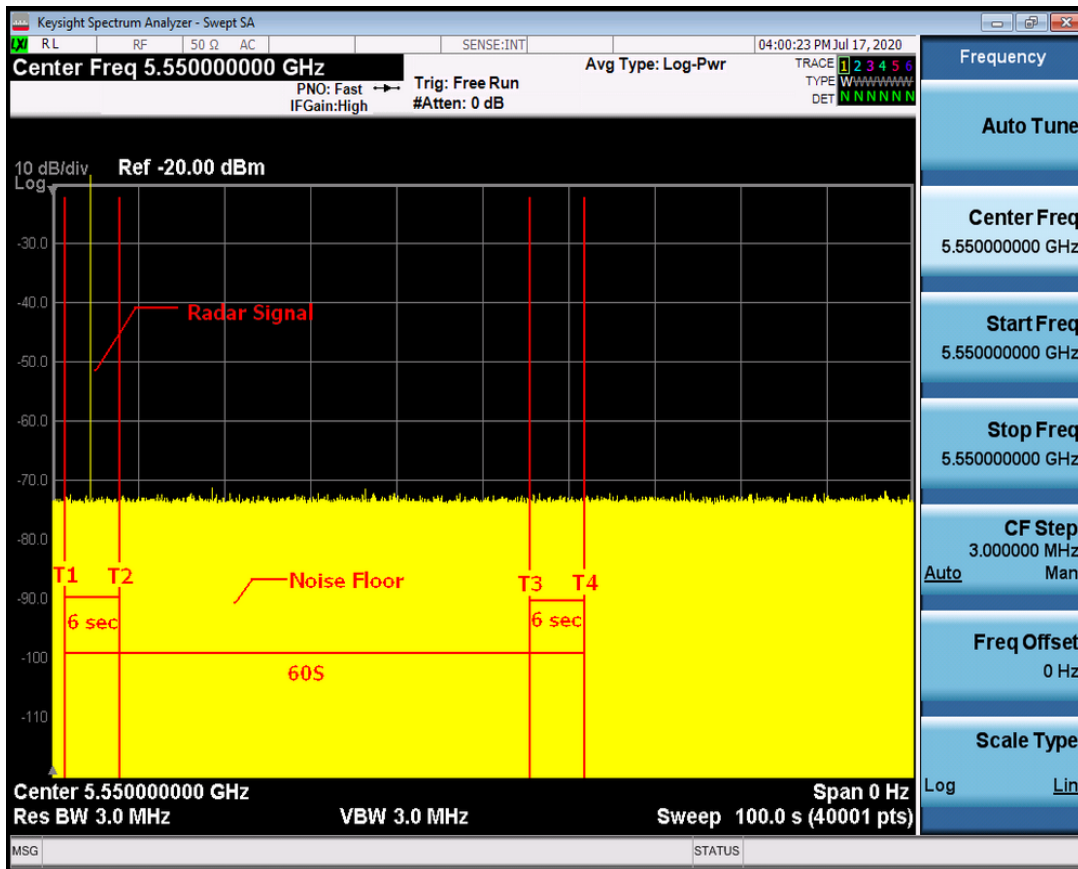 Keysight Spectrum Analyzer - Swept SA
LXI RL RF 50 Ω AC SENSE:INT 04:00:23 PM Jul 17, 2020
Center Freq 5.550000000 GHz
PNO: Fast
IFGain:High
Trig: Free Run
#Atten: 0 dB
Avg Type: Log-Pwr
TRACE 1 2 3 4 5 6
TYPE WWWWWW
DET N N N N N N
10 dB/div
Log
Ref -20.00 dBm
-30.0
-40.0
-50.0
-60.0
-70.0
-80.0
-90.0
-100
-110
Radar Signal
T1 T2 T3 T4
Noise Floor
6 sec 6 sec
60S
Center 5.550000000 GHz Span 0 Hz
Res BW 3.0 MHz VBW 3.0 MHz Sweep 100.0 s (40001 pts)
MSG STATUS
Frequency
Auto Tune
Center Freq
5.550000000 GHz
Start Freq
5.550000000 GHz
Stop Freq
5.550000000 GHz
CF Step
3.000000 MHz
Auto Man
Freq Offset
0 Hz
Scale Type
Log Lin